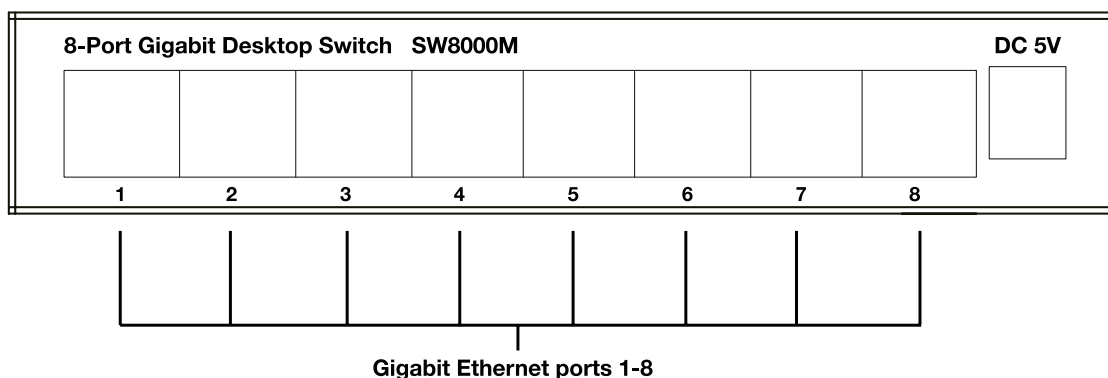 8-Port Gigabit Desktop Switch SW8000M DC 5V
1 2 3 4 5 6 7 8
Gigabit Ethernet ports 1-8